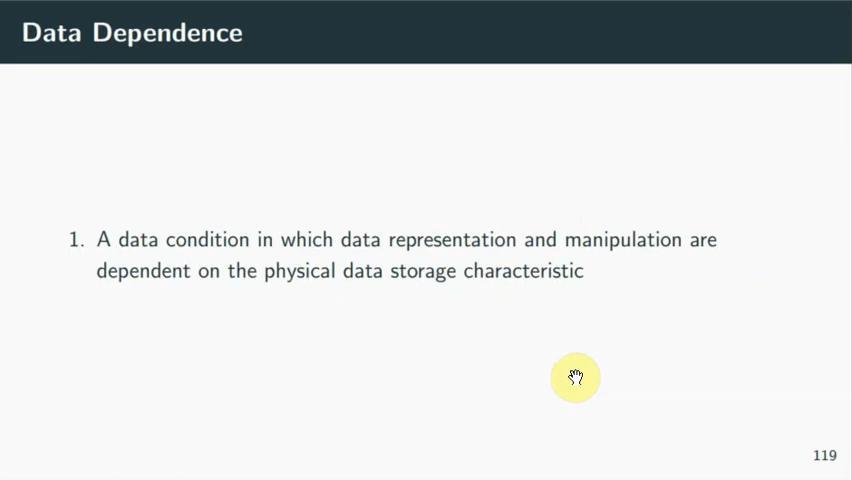 Data Dependence
1. A data condition in which data representation and manipulation are
dependent on the physical data storage characteristic
119